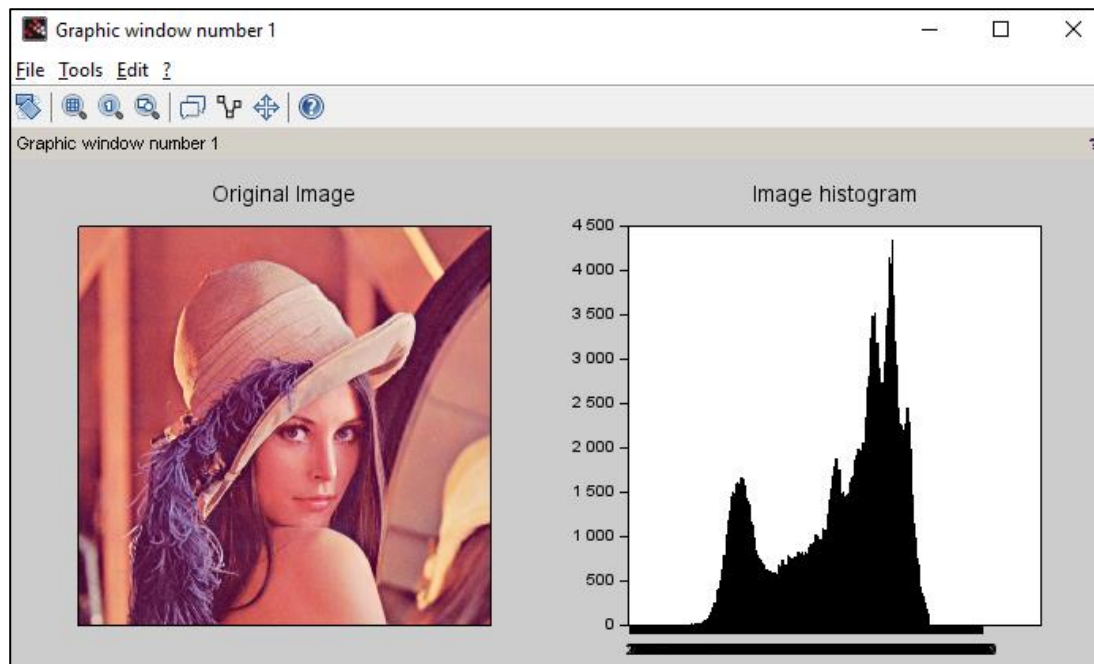 Graphic window number 1
File Tools Edit ?
Graphic window number 1 ?
Original Image
Image histogram
4 500
4 000
3 500
3 000
2 500
2 000
1 500
1 000
500
0